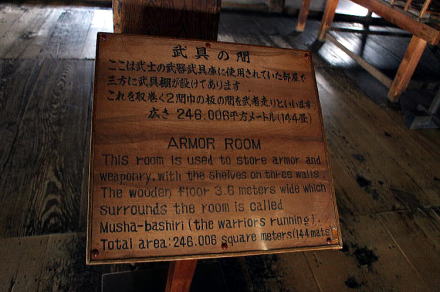 武具の間
ここは武士の武器武具庫に使用されていた部屋で
三方に武具棚が設けてあります
これを取巻く2間巾の板の間を武者走りといいます
広さ 246.006平方メートル(144畳)
ARMOR ROOM
This room is used to store armor and
weaponry, with the shelves on three walls.
The wooden floor 3.6 meters wide which
surrounds the room is called
Musha-bashiri (the warriors running).
Total area: 246.006 square meters(144mats)